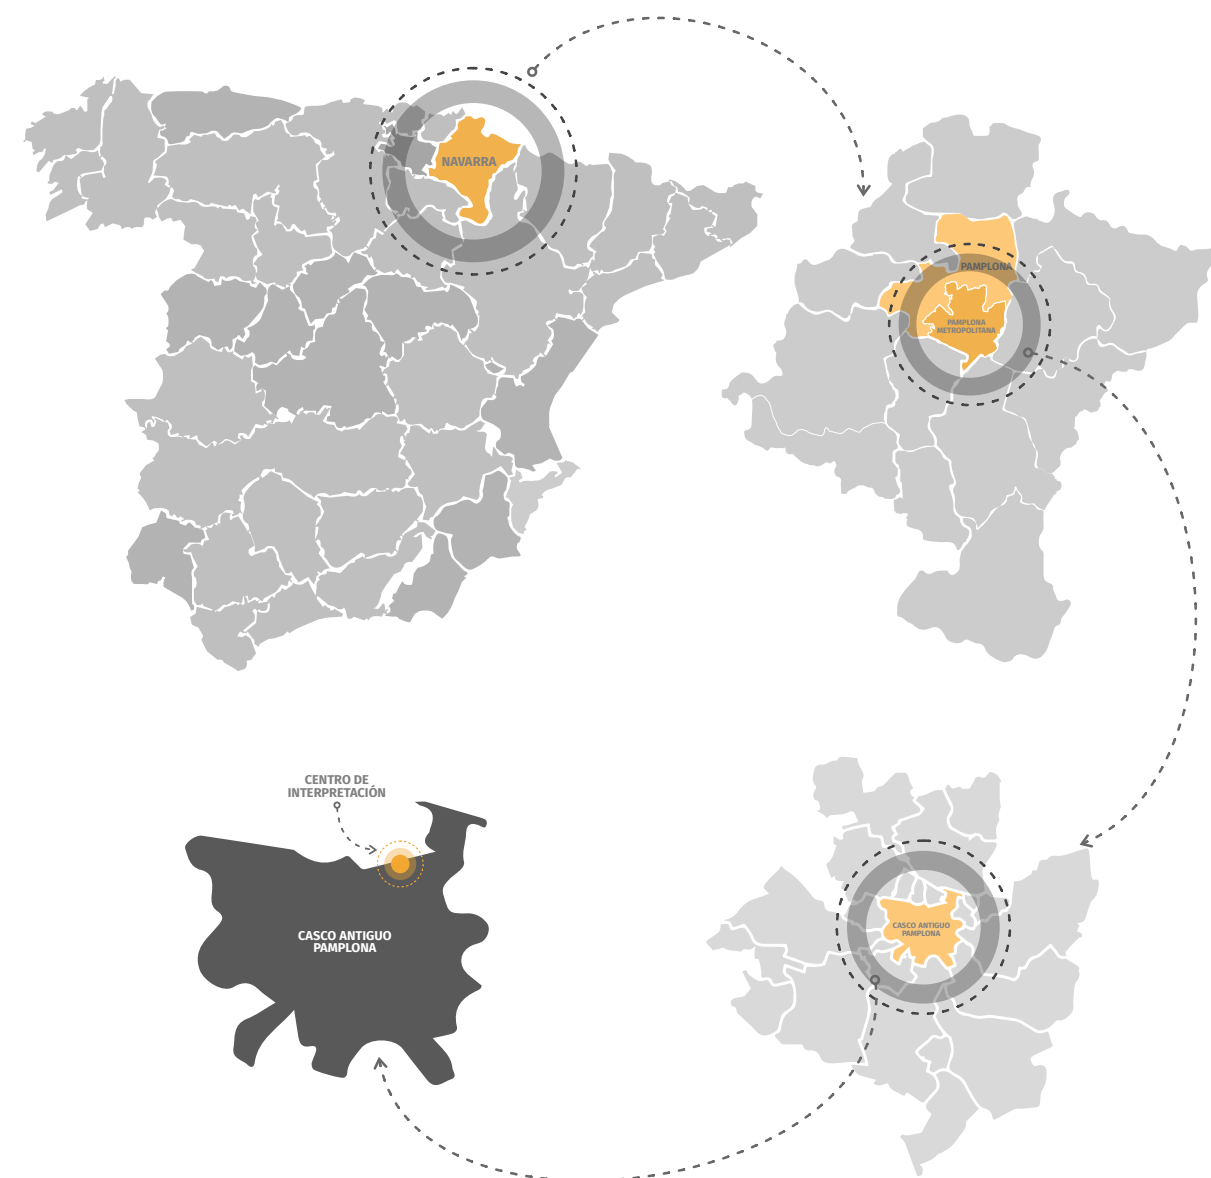 NAVARRA
PAMPLONA
PAMPLONA
METROPOLITANA
CENTRO DE
INTERPRETACIÓN
CASCO ANTIGUO
PAMPLONA
CASCO ANTIGUO
PAMPLONA